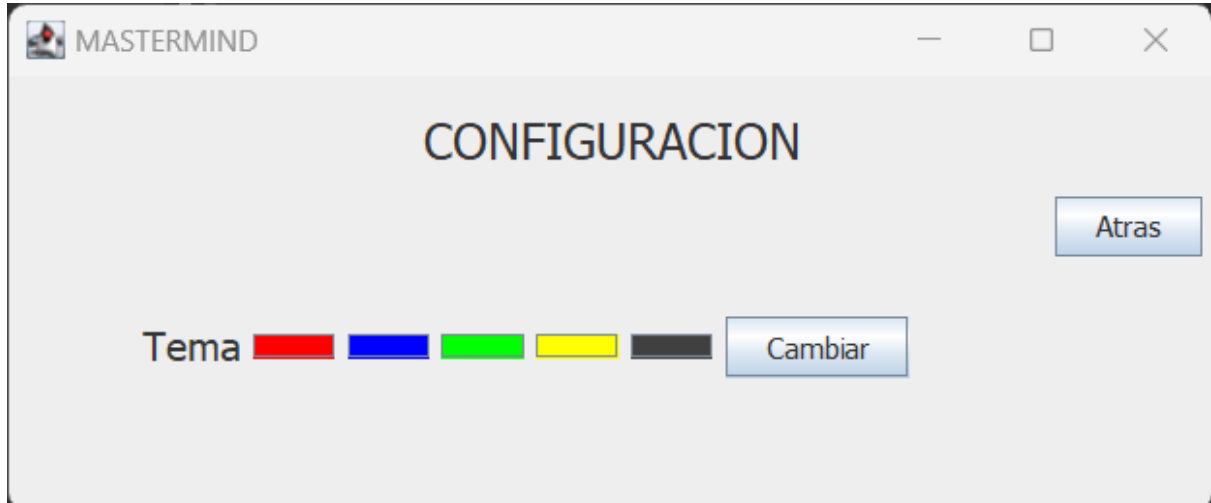 MASTERMIND
CONFIGURACION
Atras
Tema
Cambiar